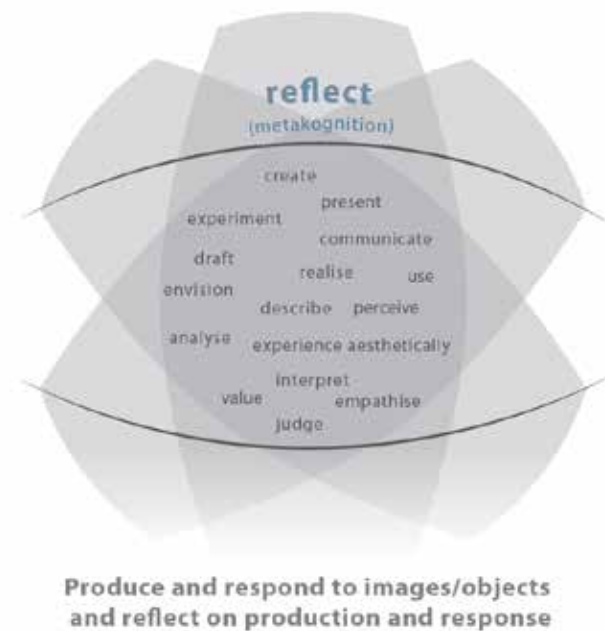 reflect
(metakognition)
create
present
experiment
communicate
draft
realise
use
envision
describe
perceive
analyse
experience aesthetically
interpret
value
empathise
judge
Produce and respond to images/objects
and reflect on production and response